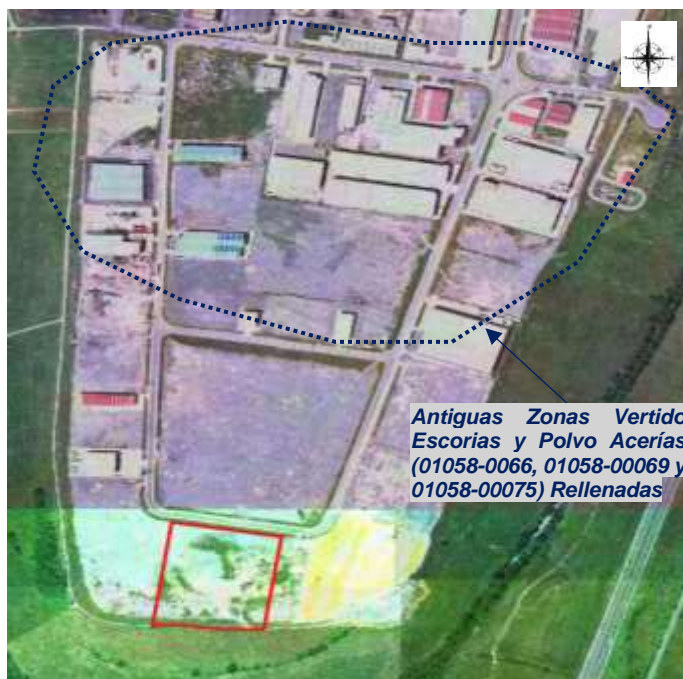 Antiguas Zonas Vertido
Escorias y Polvo Acerías
(01058-0066, 01058-00069 y
01058-00075) Rellenadas